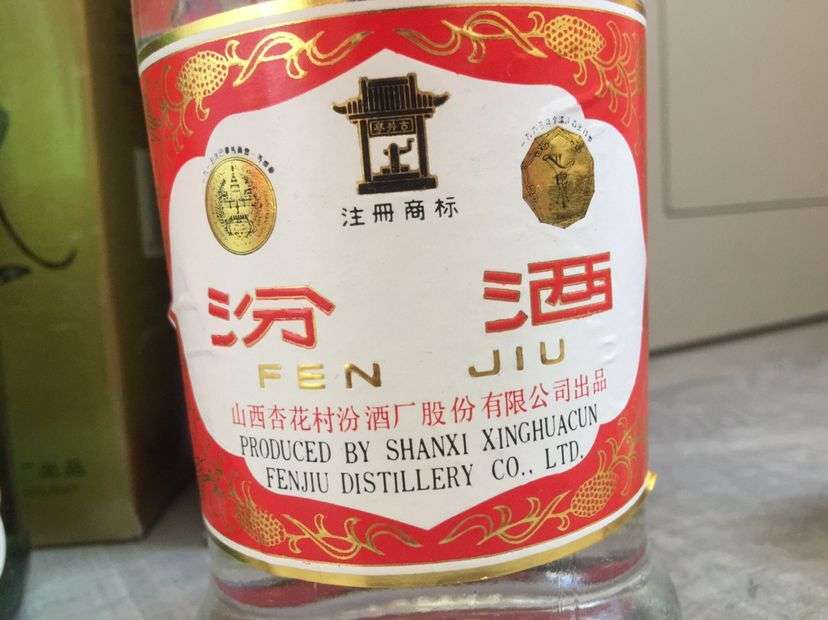 注册商标
汾酒
FEN JIU
山西杏花村汾酒厂股份有限公司出品
PRODUCED BY SHANXI XINGHUACUN
FENJIU DISTILLERY CO., LTD.